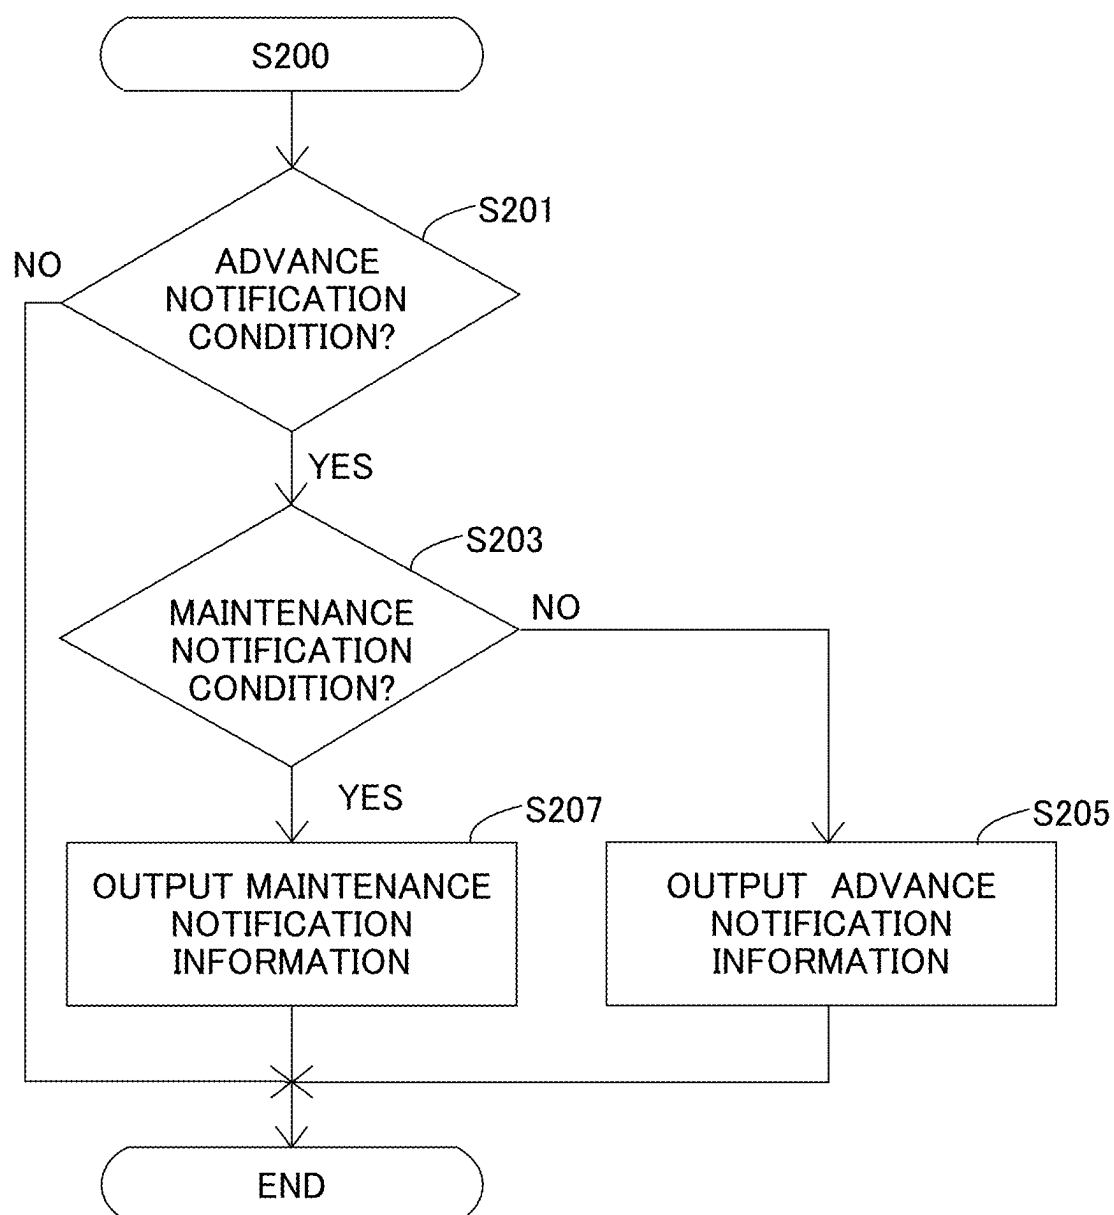 S200
S201
NO
ADVANCE
NOTIFICATION
CONDITION?
YES
S203
NO
MAINTENANCE
NOTIFICATION
CONDITION?
YES
S207
S205
OUTPUT MAINTENANCE
NOTIFICATION
INFORMATION
OUTPUT ADVANCE
NOTIFICATION
INFORMATION
END